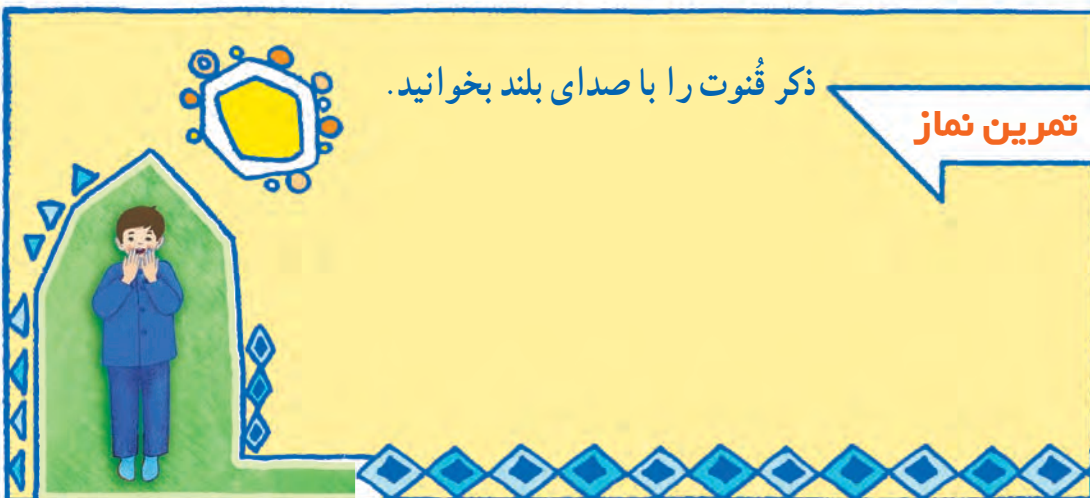 تمرین نماز
ذکر قُنوت را با صدای بلند بخوانید.